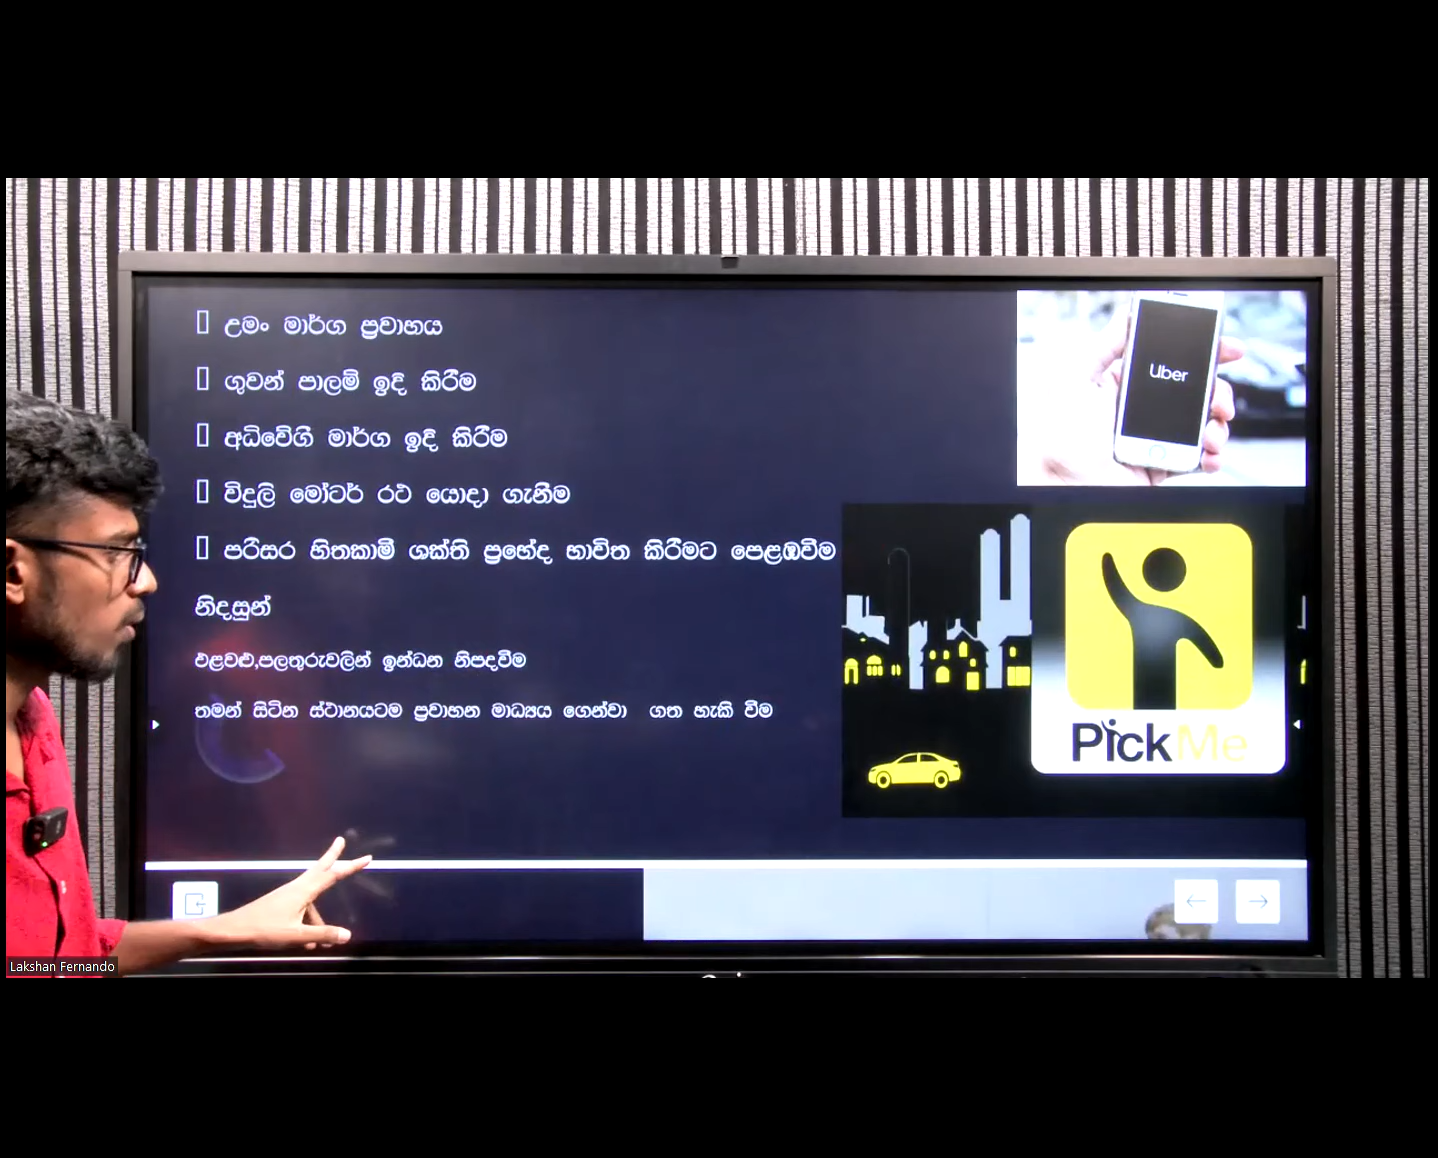 උමං මාර්ග ප්‍රවාහය
ගුවන් පාලම් ඉදි කිරීම
අධිවේගී මාර්ග ඉදි කිරීම
විදුලි මෝටර් රථ යොදා ගැනීම
පරිසර හිතකාමී ශක්ති ප්‍රභේද භාවිත කිරීමට පෙළඹවීම
නිදසුන්
එළවළු,පලතුරුවලින් ඉන්ධන නිපදවීම
තමන් සිටින ස්ථානයටම ප්‍රවාහන මාධ්‍යය ගෙන්වා ගත හැකි වීම
Uber
PickMe
Lakshan Fernando